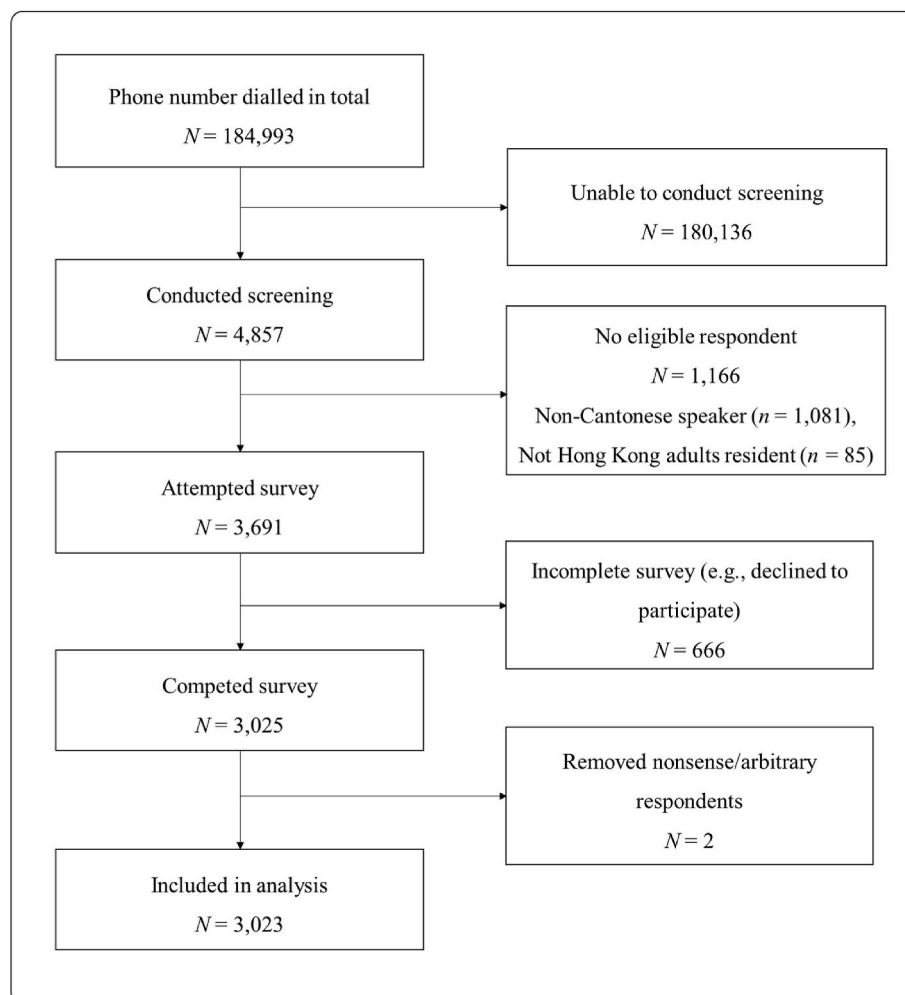 Phone number dialled in total
N = 184,993
Unable to conduct screening
N = 180,136
Conducted screening
N = 4,857
No eligible respondent
N = 1,166
Non-Cantonese speaker (n = 1,081),
Not Hong Kong adults resident (n = 85)
Attempted survey
N = 3,691
Incomplete survey (e.g., declined to
participate)
N = 666
Competed survey
N = 3,025
Removed nonsense/arbitrary
respondents
N = 2
Included in analysis
N = 3,023